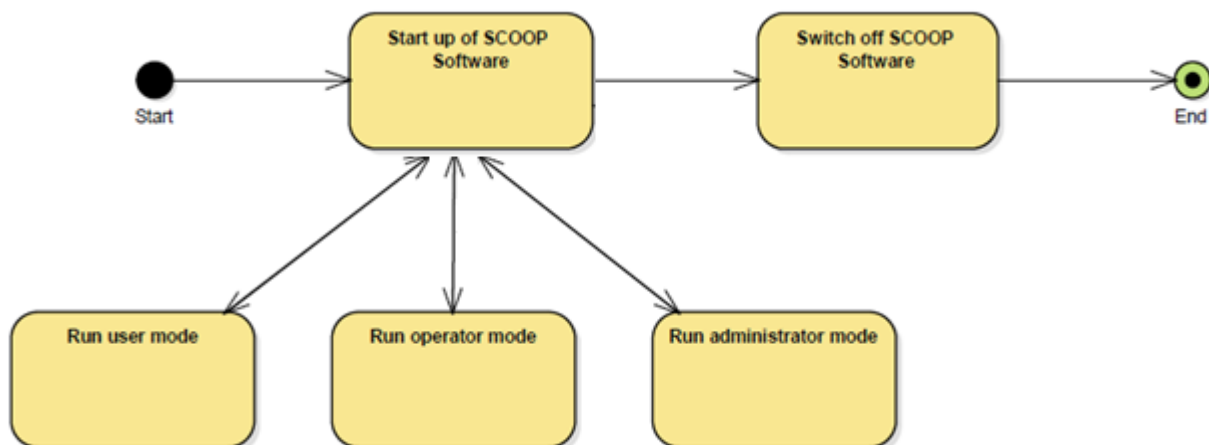 Start up of SCOOP
Software
Switch off SCOOP
Software
Start
End
Run user mode
Run operator mode
Run administrator mode